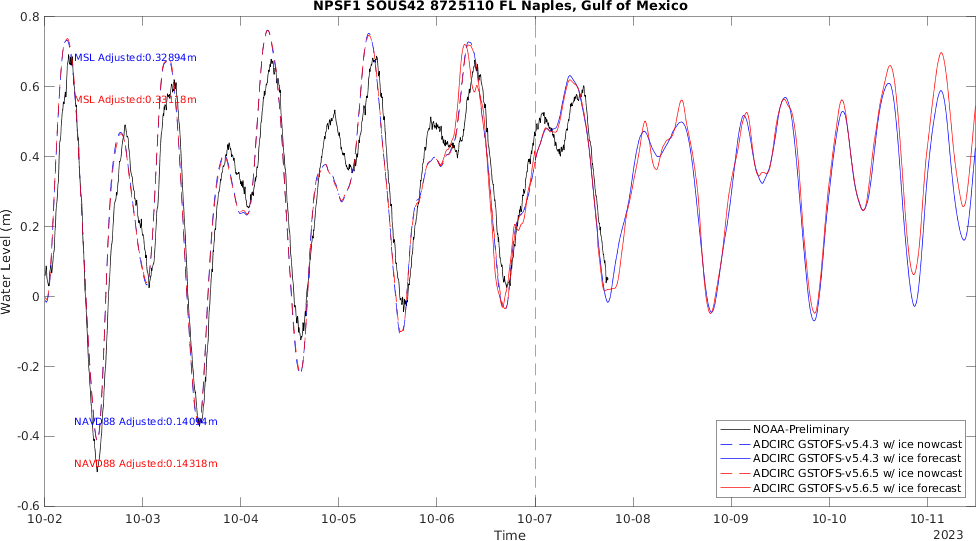 NPSF1 SOUS42 8725110 FL Naples, Gulf of Mexico
Water Level (m)
0.8
0.6
0.4
0.2
0
-0.2
-0.4
-0.6
MSL Adjusted:0.32894m
MSL Adjusted:0.33118m
NAVD88 Adjusted:0.14094m
NAVD88 Adjusted:0.14318m
NOAA-Preliminary
ADCIRC GSTOFS-v5.4.3 w/ ice nowcast
ADCIRC GSTOFS-v5.4.3 w/ ice forecast
ADCIRC GSTOFS-v5.6.5 w/ ice nowcast
ADCIRC GSTOFS-v5.6.5 w/ ice forecast
10-02 10-03 10-04 10-05 10-06 10-07 10-08 10-09 10-10 10-11
Time
2023